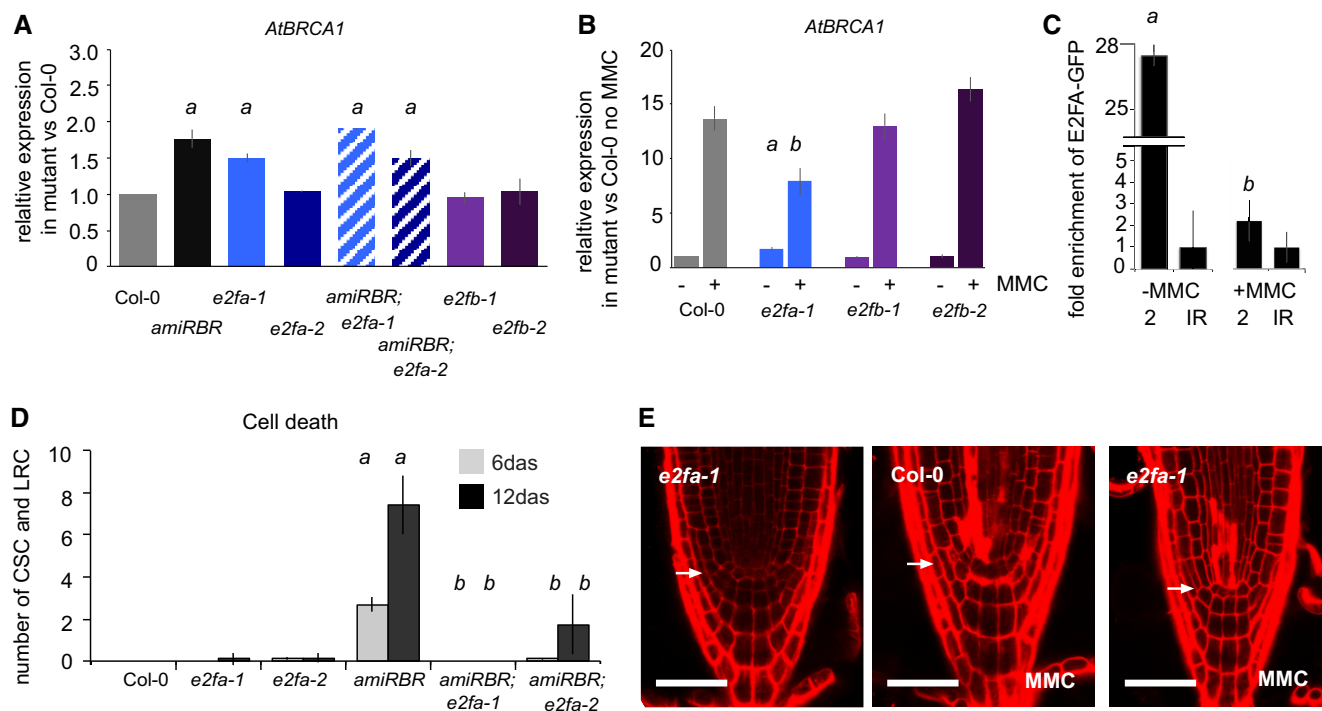 A
AtBRCA1
relaltive expression
in mutant vs Col-0
3.0
2.5
2.0
1.5
1.0
0.5
0.0
a
a
a
a
Col-0
amiRBR
e2fa-1
e2fa-2
amiRBR;
e2fa-1
amiRBR;
e2fa-2
e2fb-1
e2fb-2
B
AtBRCA1
relaltive expression
in mutant vs Col-0 no MMC
20
15
10
5
0
a
b
- + - + - + - + MMC
Col-0
e2fa-1
e2fb-1
e2fb-2
C
fold enrichment of E2FA-GFP
28
25
5
4
3
2
1
0
a
b
-MMC
+MMC
2 IR 2 IR
D
Cell death
number of CSC and LRC
10
8
6
4
2
0
a a
6das
12das
b b
b b
Col-0
e2fa-1
e2fa-2
amiRBR
amiRBR;
e2fa-1
amiRBR;
e2fa-2
E
e2fa-1
Col-0
MMC
e2fa-1
MMC